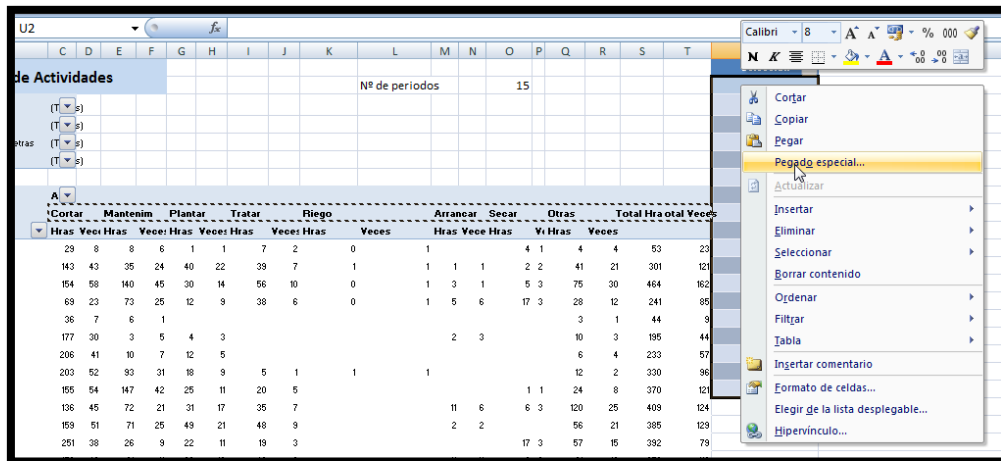 U2 fx Calibri 8 A A % 000
N K A
C D E F G H I J K L M N O P Q R S T
de Actividades
Nº de periodos 15
(T s)
(T s)
etras (T s)
(T s)
A
Cortar Mantenim Plantar Tratar Riego Arrancar Secar Otras Total Hra otal Veces
Hras Vece Hras Veces Hras Veces Hras Veces Hras Veces Hras Vece Hras Ve Hras Veces
29 8 8 6 1 1 7 2 0 1 4 1 4 4 53 23
143 43 35 24 40 22 39 7 1 1 1 1 2 2 41 21 301 121
154 58 140 45 30 14 56 10 0 1 3 1 5 3 75 30 464 162
69 23 73 25 12 9 38 6 0 1 5 6 17 3 28 12 241 85
36 7 6 1 3 1 44 9
177 30 3 5 4 3 2 3 10 3 195 44
206 41 10 7 12 5 6 4 233 57
203 52 93 31 18 9 5 1 1 1 12 2 330 96
155 54 147 42 25 11 20 5 1 1 24 8 370 121
136 45 72 21 31 17 35 7 11 6 6 3 120 25 409 124
159 51 71 25 49 21 48 9 2 2 56 21 385 129
251 38 26 9 22 11 19 3 17 3 57 15 392 79
Cortar
Copiar
Pegar
Pegado especial...
Actualizar
Insertar
Eliminar
Seleccionar
Borrar contenido
Ordenar
Filtrar
Tabla
Insertar comentario
Formato de celdas...
Elegir de la lista desplegable...
Hipervínculo...